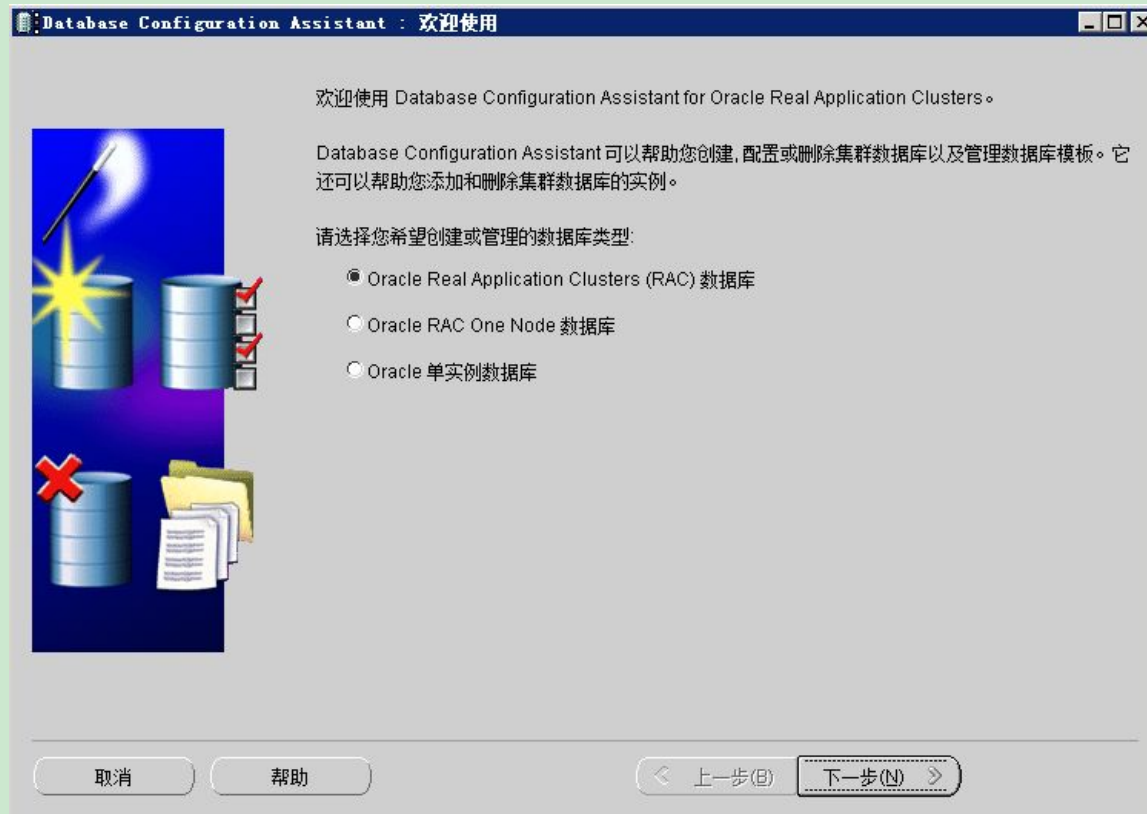 Database Configuration Assistant : 欢迎使用
欢迎使用 Database Configuration Assistant for Oracle Real Application Clusters。
Database Configuration Assistant 可以帮助您创建,配置或删除集群数据库以及管理数据库模板。它
还可以帮助您添加和删除集群数据库的实例。
请选择您希望创建或管理的数据库类型:
Oracle Real Application Clusters (RAC) 数据库
Oracle RAC One Node 数据库
Oracle 单实例数据库
取消 帮助 上一步(B) 下一步(N)